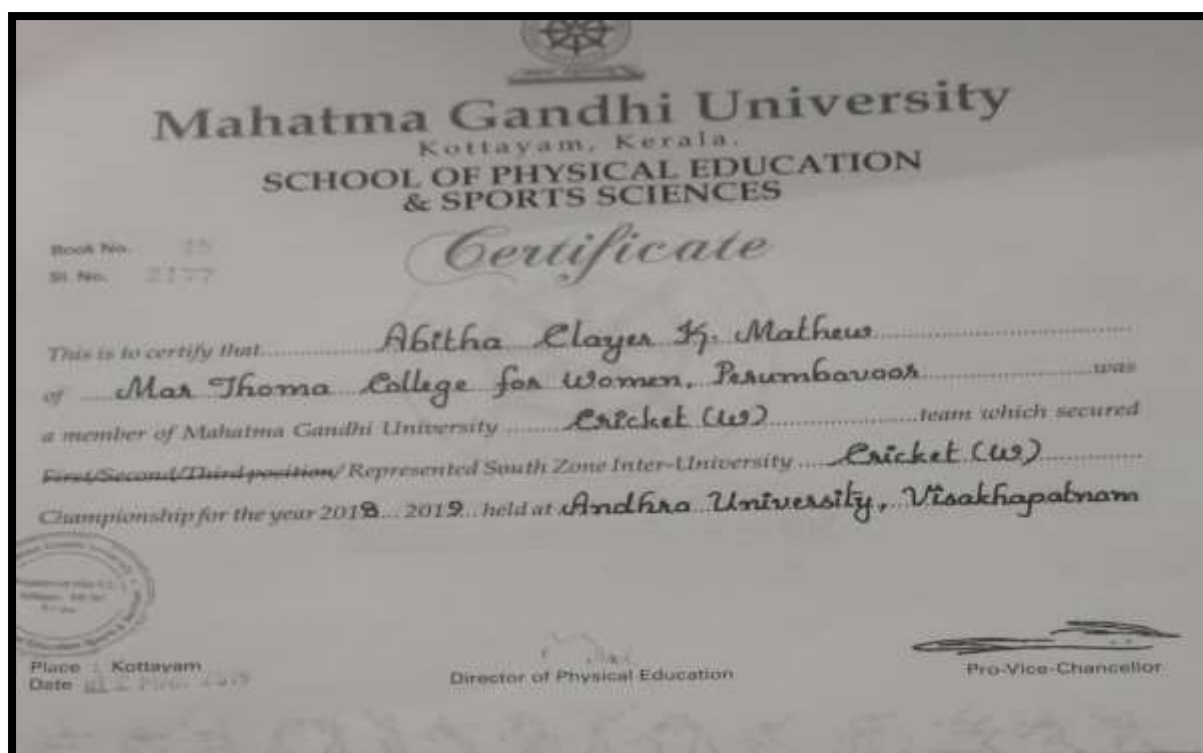 Mahatma Gandhi University
Kottayam, Kerala.
SCHOOL OF PHYSICAL EDUCATION
& SPORTS SCIENCES
Certificate
Book No.
Sl. No. 2177
This is to certify that Abitha Clayer K. Mathew
of Mar Thoma College for Women, Perumbavoor was
a member of Mahatma Gandhi University Cricket (W) team which secured
First/Second/Third position/ Represented South Zone Inter-University Cricket (W)
Championship for the year 2018 2019 held at Andhra University, Visakhapatnam
Place : Kottayam
Date
Director of Physical Education
Pro-Vice-Chancellor